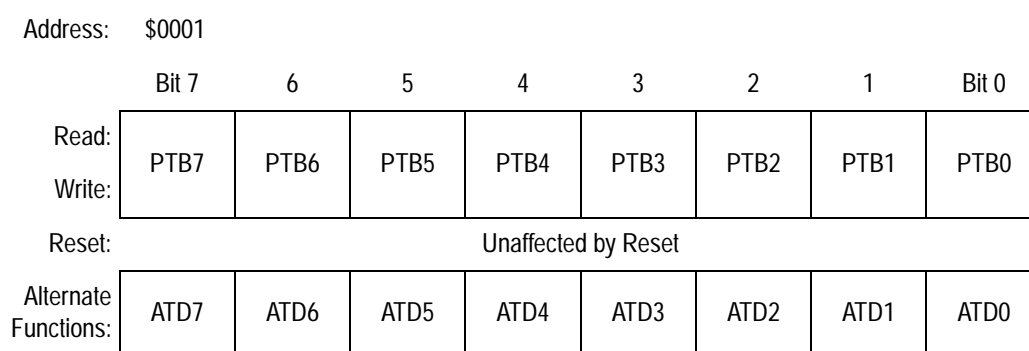 Address: $0001
Bit 7 6 5 4 3 2 1 Bit 0
Read:
PTB7 PTB6 PTB5 PTB4 PTB3 PTB2 PTB1 PTB0
Write:
Reset: Unaffected by Reset
Alternate
Functions:
ATD7 ATD6 ATD5 ATD4 ATD3 ATD2 ATD1 ATD0